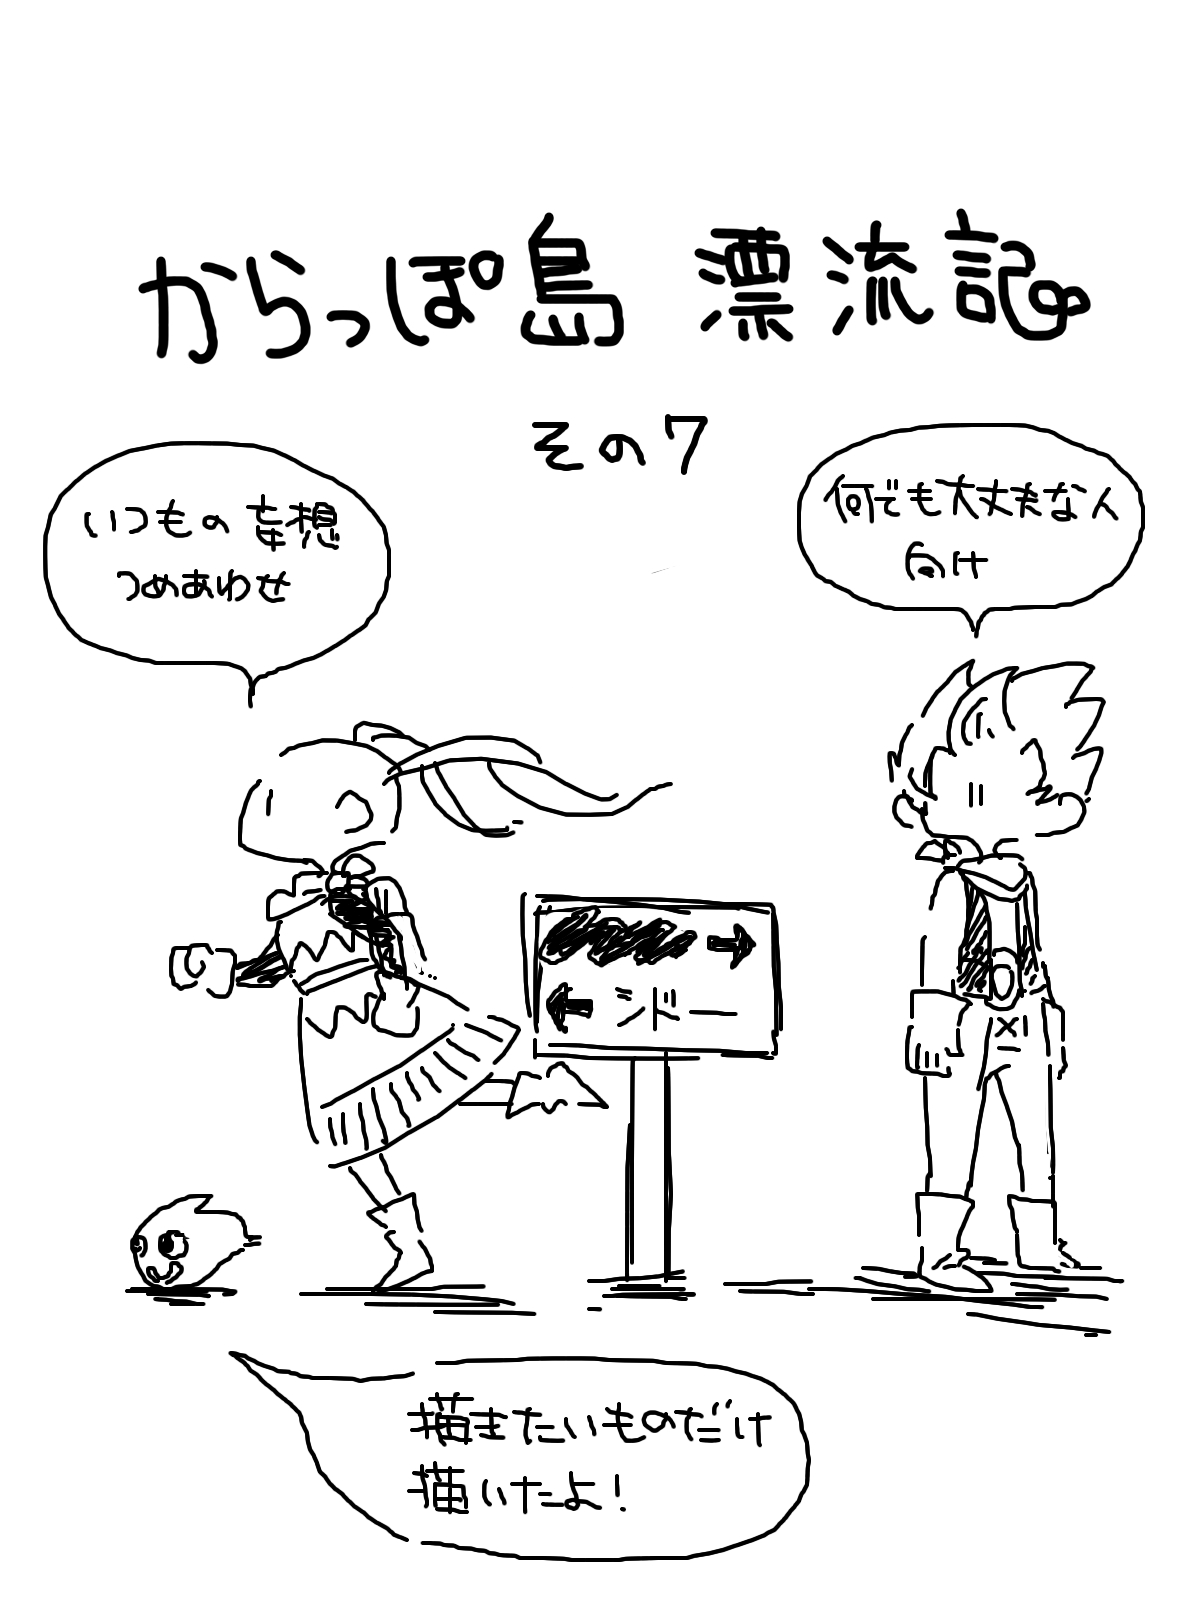 からっぽ島 漂流記
その7
いつもの妄想
つめあわせ
何でも大丈夫な人
向け
→
← シドー
描きたいものだけ
描いたよ!